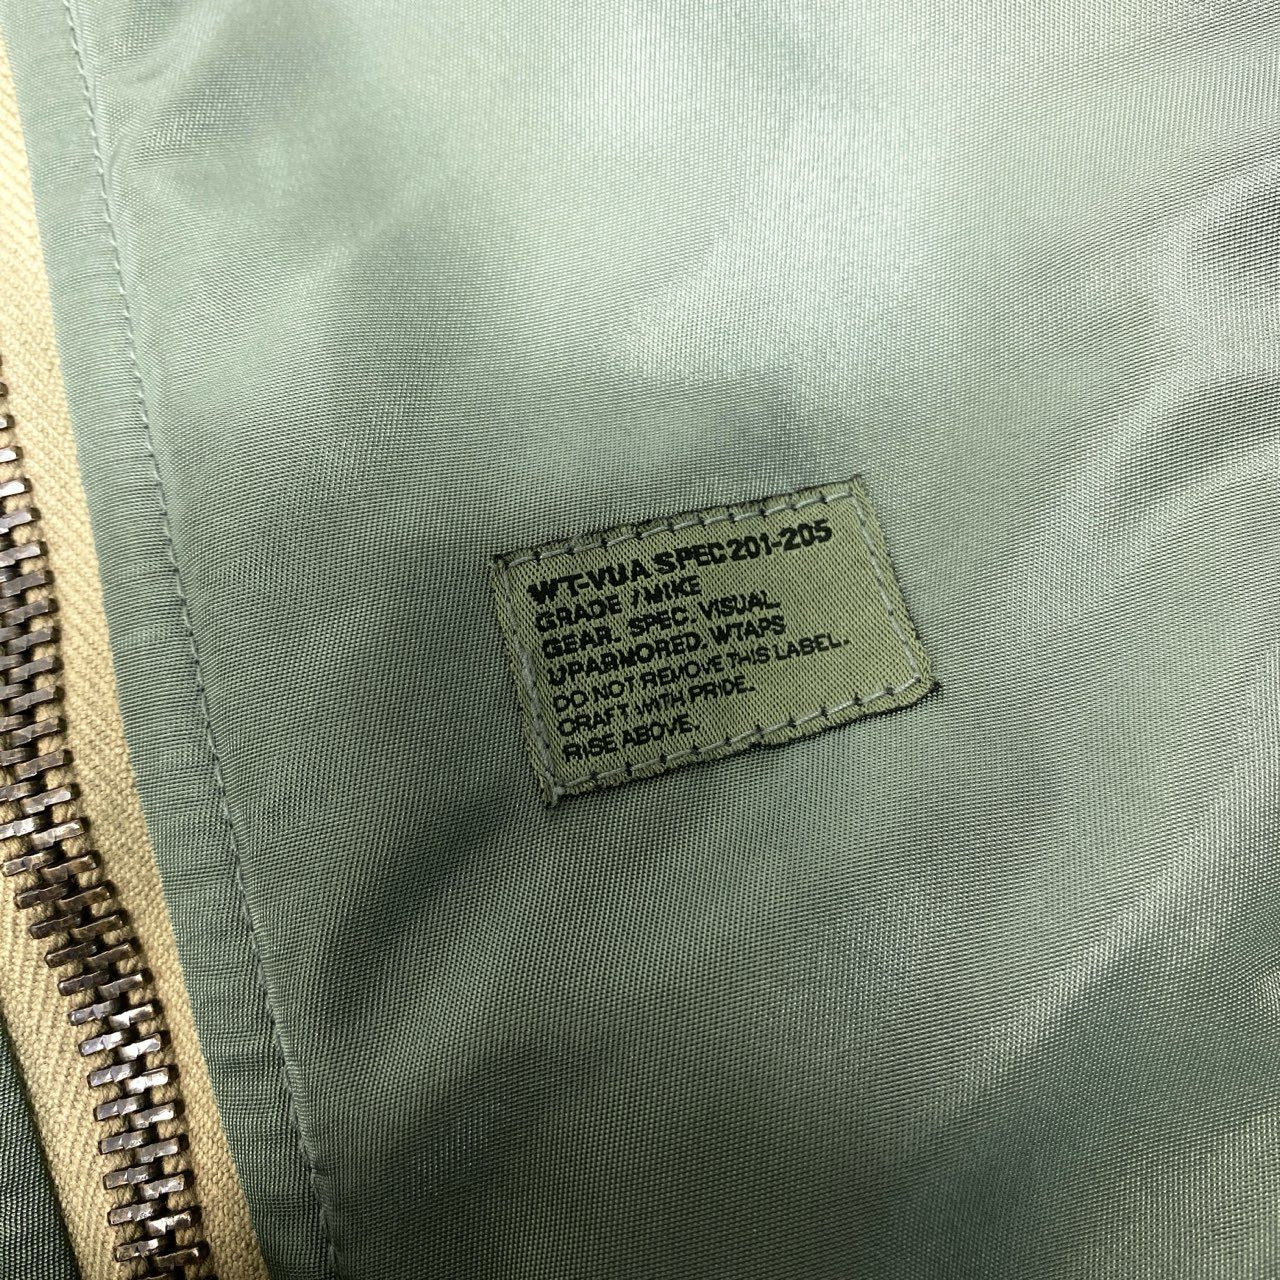 WT-VUA SPEC 201-205
GRADE / MIKE
GEAR. SPEC. VISUAL
UPARMORED. WTAPS
DO NOT REMOVE THIS LABEL.
CRAFT WITH PRIDE.
RISE ABOVE.